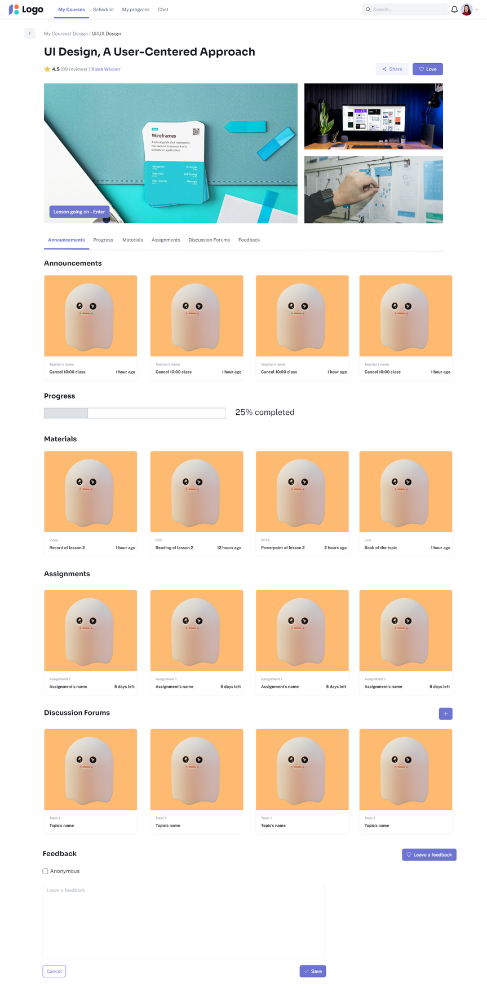 Logo
My Courses
Schedule
My progress
Chat
Search...
My Courses/ Design / UI/UX Design
UI Design, A User-Centered Approach
4.5 (99 reviews) | Klara Weaver
Share
Love
Wireframes
A visual guide that represents
the skeletal framework of a
website or application.
Navigation
Prototype
User Flow
A/B Testing
User Journey
Mockups
Lesson going on - Enter
Announcements
Progress
Materials
Assignments
Discussion Forums
Feedback
Announcements
Teacher's name
Cancel 10:00 class 1 hour ago
Teacher's name
Cancel 10:00 class 1 hour ago
Teacher's name
Cancel 10:00 class 1 hour ago
Teacher's name
Cancel 10:00 class 1 hour ago
Progress
25% completed
Materials
Video
Record of lesson 2 1 hour ago
PDF
Reading of lesson 2 12 hours ago
PPTX
Powerpoint of lesson 2 2 hours ago
Link
Book of the topic 1 hour ago
Assignments
Assignment 1
Assignment's name 5 days left
Assignment 1
Assignment's name 5 days left
Assignment 1
Assignment's name 5 days left
Assignment 1
Assignment's name 5 days left
Discussion Forums
Topic 1
Topic's name
Topic 1
Topic's name
Topic 1
Topic's name
Topic 1
Topic's name
Feedback
Leave a feedback
Anonymous
Leave a feedback
Cancel
Save